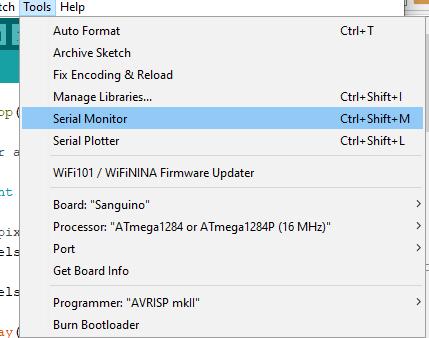 tch Tools Help
Auto Format Ctrl+T
Archive Sketch
Fix Encoding & Reload
Manage Libraries... Ctrl+Shift+I
Serial Monitor Ctrl+Shift+M
Serial Plotter Ctrl+Shift+L
WiFi101 / WiFiNINA Firmware Updater
Board: "Sanguino"
Processor: "ATmega1284 or ATmega1284P (16 MHz)"
Port
Get Board Info
Programmer: "AVRISP mkII"
Burn Bootloader
op(
r a
nt
pix
els
els
ay(